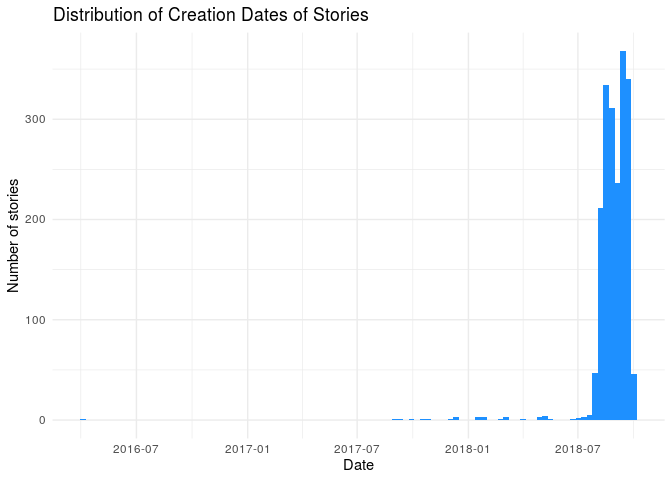 Distribution of Creation Dates of Stories
Number of stories
300
200
100
0
2016-07 2017-01 2017-07 2018-01 2018-07
Date